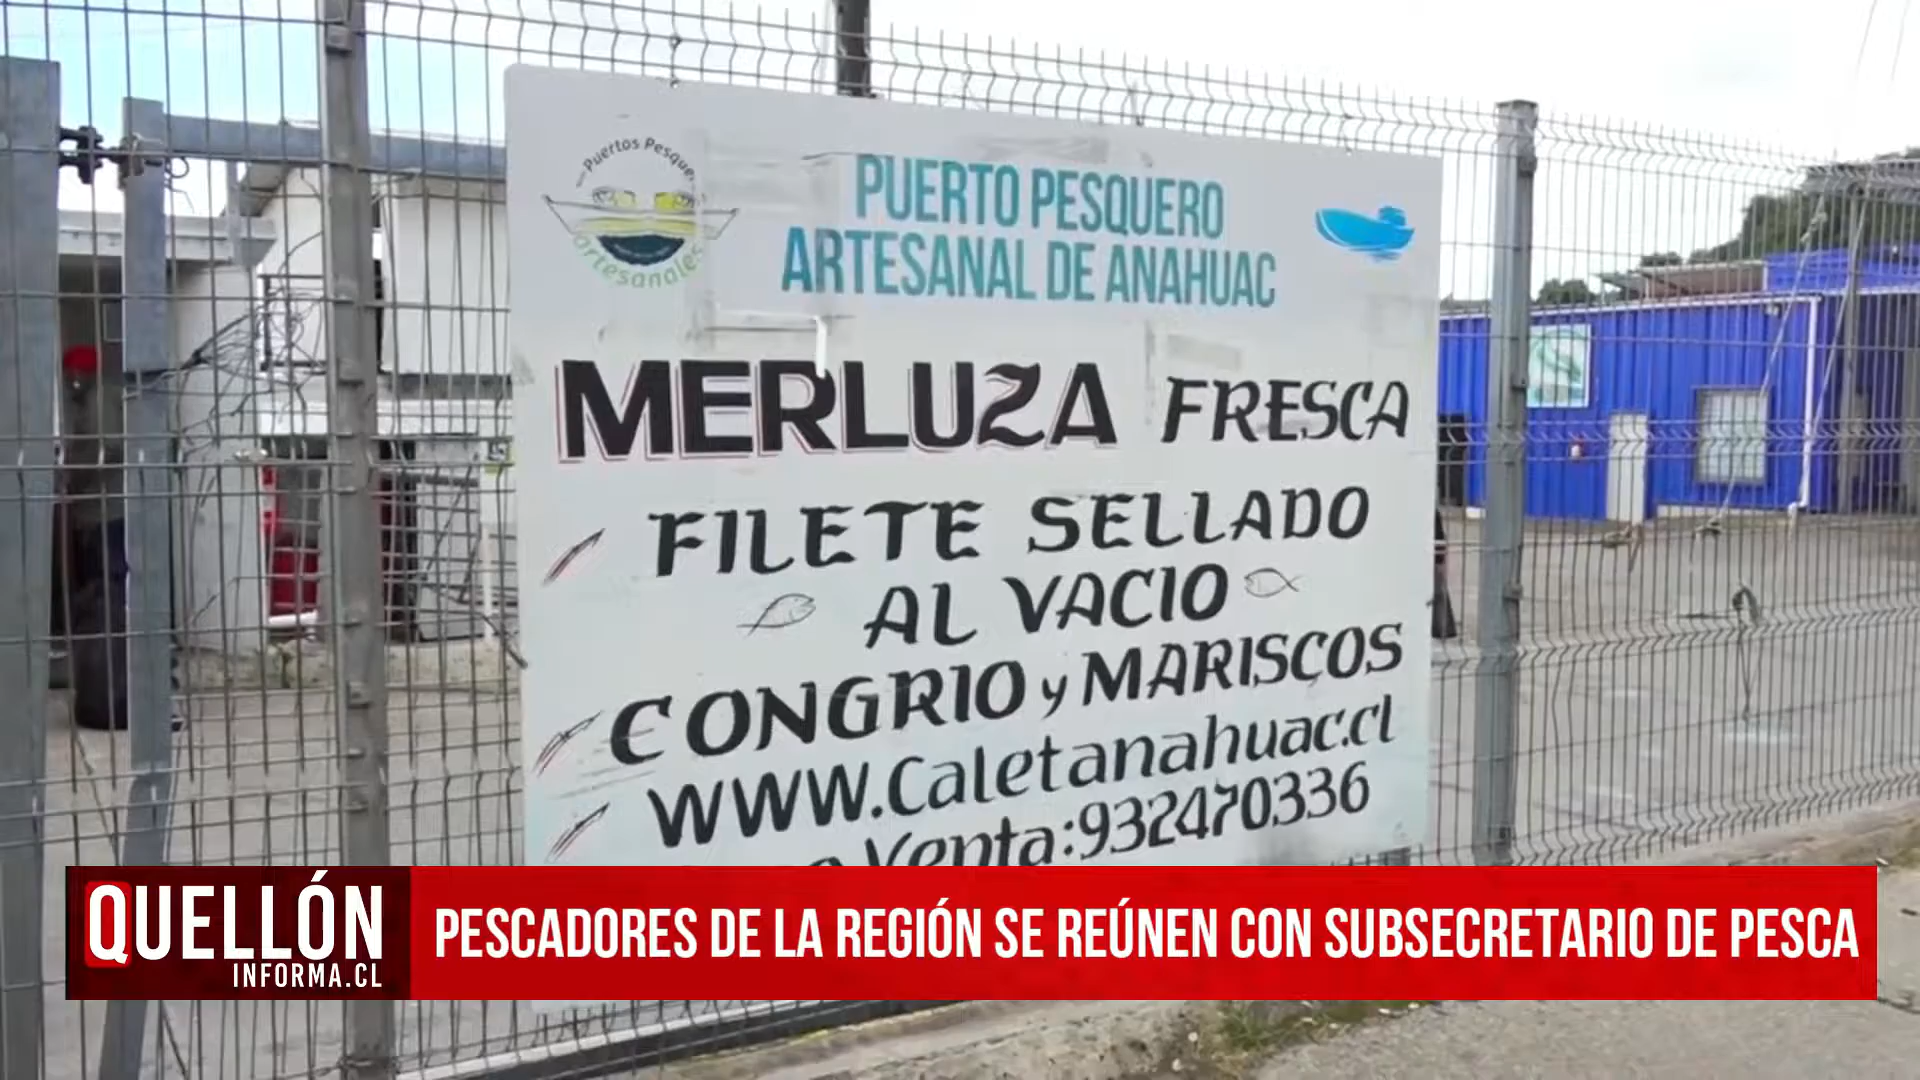 Puertos Pesque
artesanales
PUERTO PESQUERO
ARTESANAL DE ANAHUAC
MERLUZA FRESCA
FILETE SELLADO
AL VACIO
CONGRIO y MARISCOS
WWW.Caletanahuac.cl
Venta:932470336
QUELLÓN
INFORMA.CL
PESCADORES DE LA REGIÓN SE REÚNEN CON SUBSECRETARIO DE PESCA